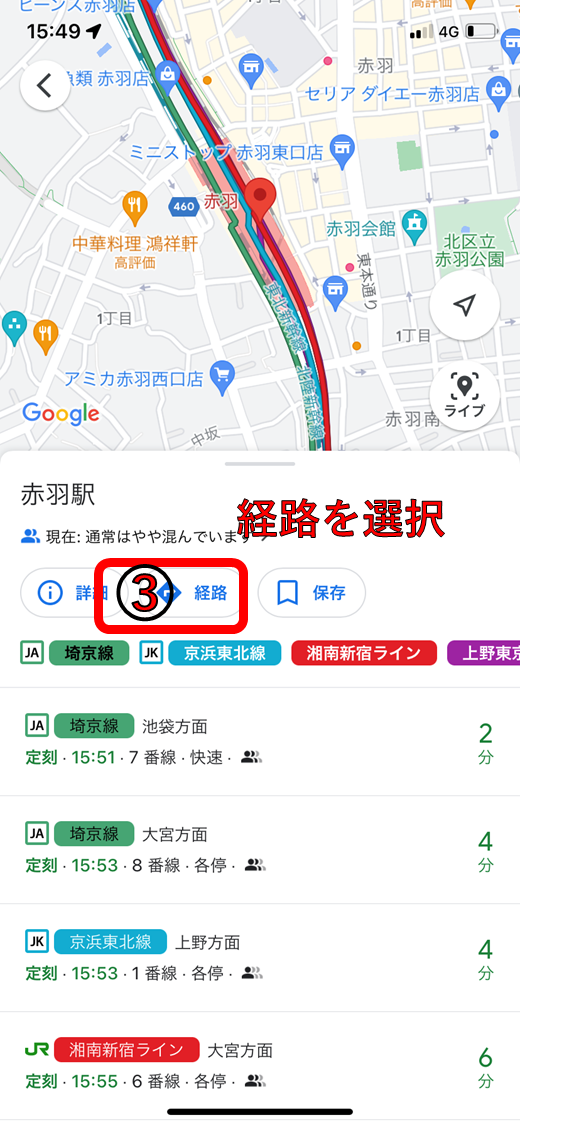 ビーンズ赤羽店
高評価
15:49
4G
魚類 赤羽店
赤羽
セリア ダイエー赤羽店
ミニストップ 赤羽東口店
460
赤羽
赤羽会館
北区立
赤羽公園
中華料理 鴻祥軒
高評価
東本通り
1丁目
東北新幹線
北陸新幹線
1丁目
アミカ赤羽西口店
Google
ライブ
中坂
赤羽南
赤羽駅
経路を選択
現在: 通常はやや混んでいます
詳細
3
経路
保存
JA 埼京線 JK 京浜東北線 湘南新宿ライン 上野東京
JA 埼京線 池袋方面
2
定刻 · 15:51 · 7 番線 · 快速 ·
分
JA 埼京線 大宮方面
4
定刻 · 15:53 · 8 番線 · 各停 ·
分
JK 京浜東北線 上野方面
4
定刻 · 15:53 · 1 番線 · 各停 ·
分
JR 湘南新宿ライン 大宮方面
6
定刻 · 15:55 · 6 番線 · 各停 ·
分